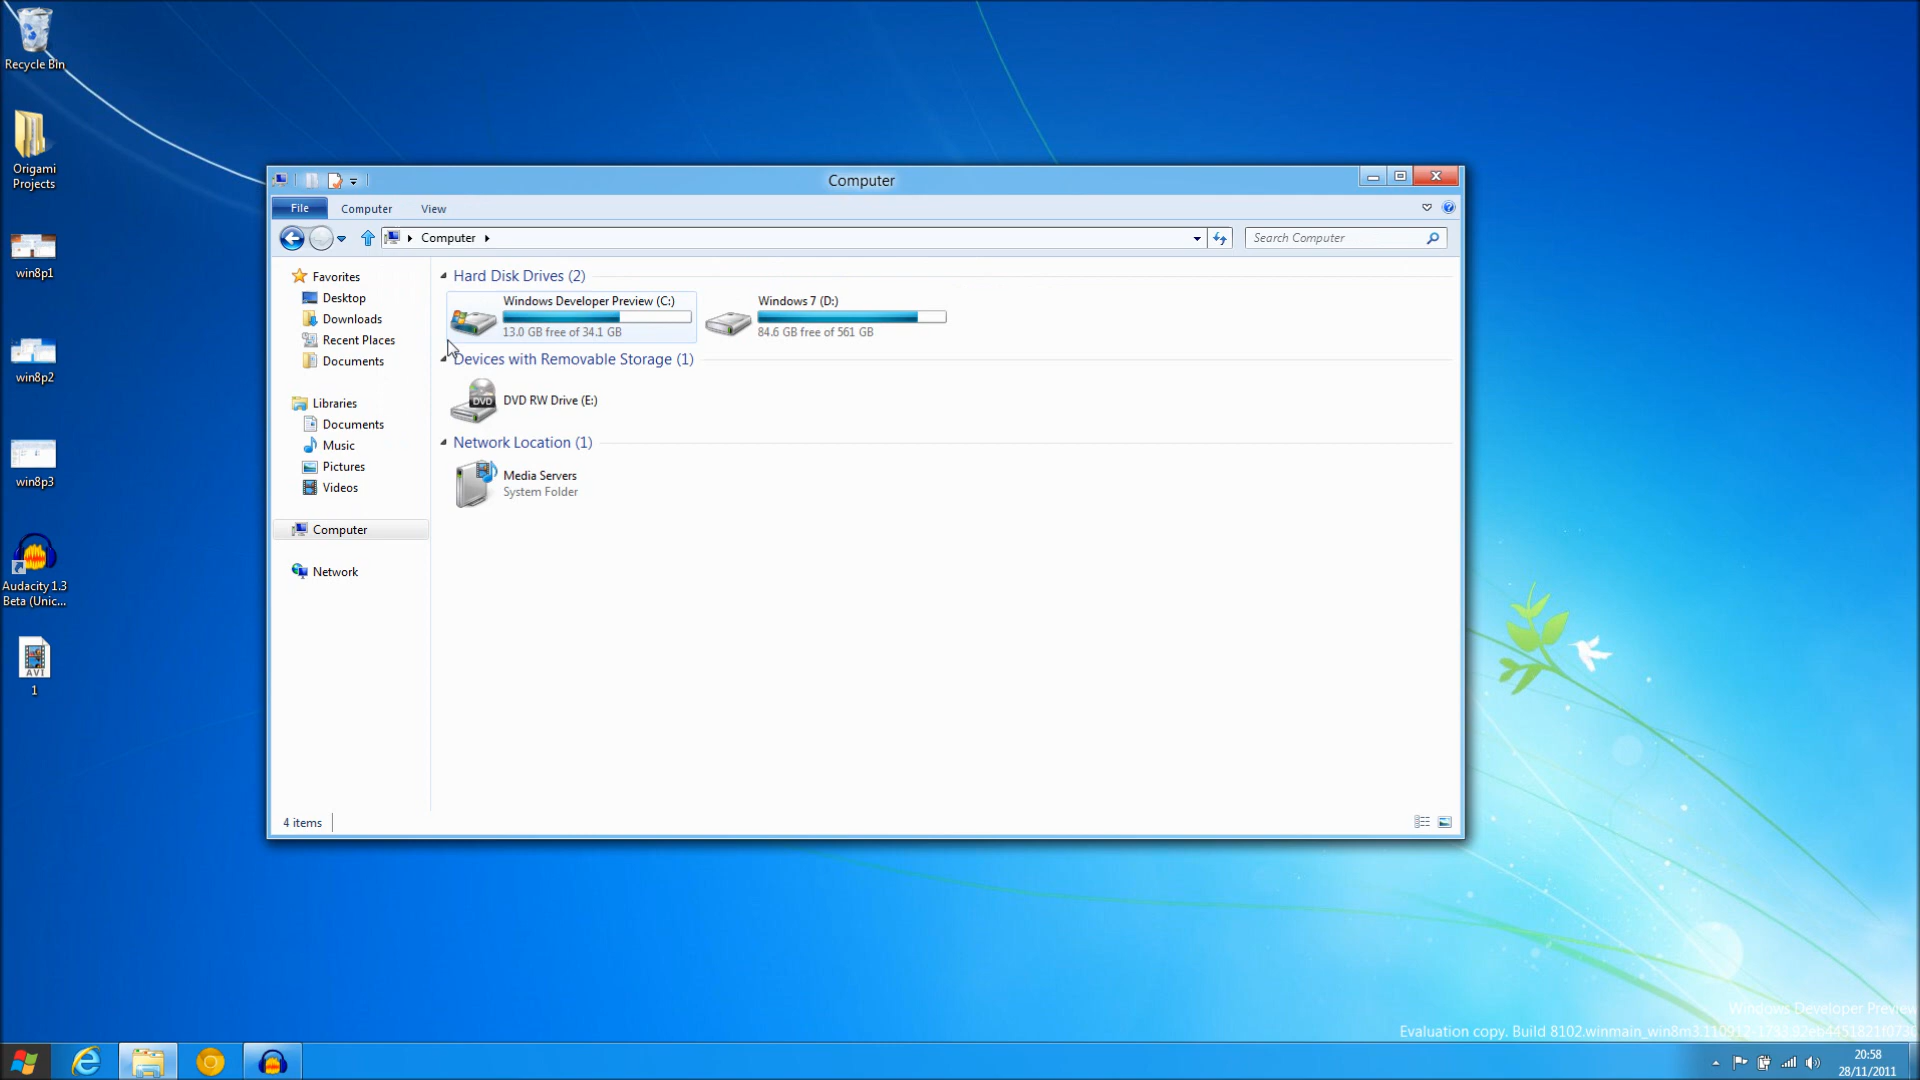 Recycle Bin
Origami
Projects
win8p1
win8p2
win8p3
Audacity 1.3
Beta (Unic...
AVI
1
Computer
File
Computer
View
Computer
Search Computer
Favorites
Desktop
Downloads
Recent Places
Documents
Libraries
Documents
Music
Pictures
Videos
Computer
Network
Hard Disk Drives (2)
Windows Developer Preview (C:)
13.0 GB free of 34.1 GB
Windows 7 (D:)
84.6 GB free of 561 GB
Devices with Removable Storage (1)
DVD
DVD RW Drive (E:)
Network Location (1)
Media Servers
System Folder
4 items
Windows Developer Preview
Evaluation copy. Build 8102.winmain_win8m3.110912-1733.92eb4451821f0730
20:58
28/11/2011